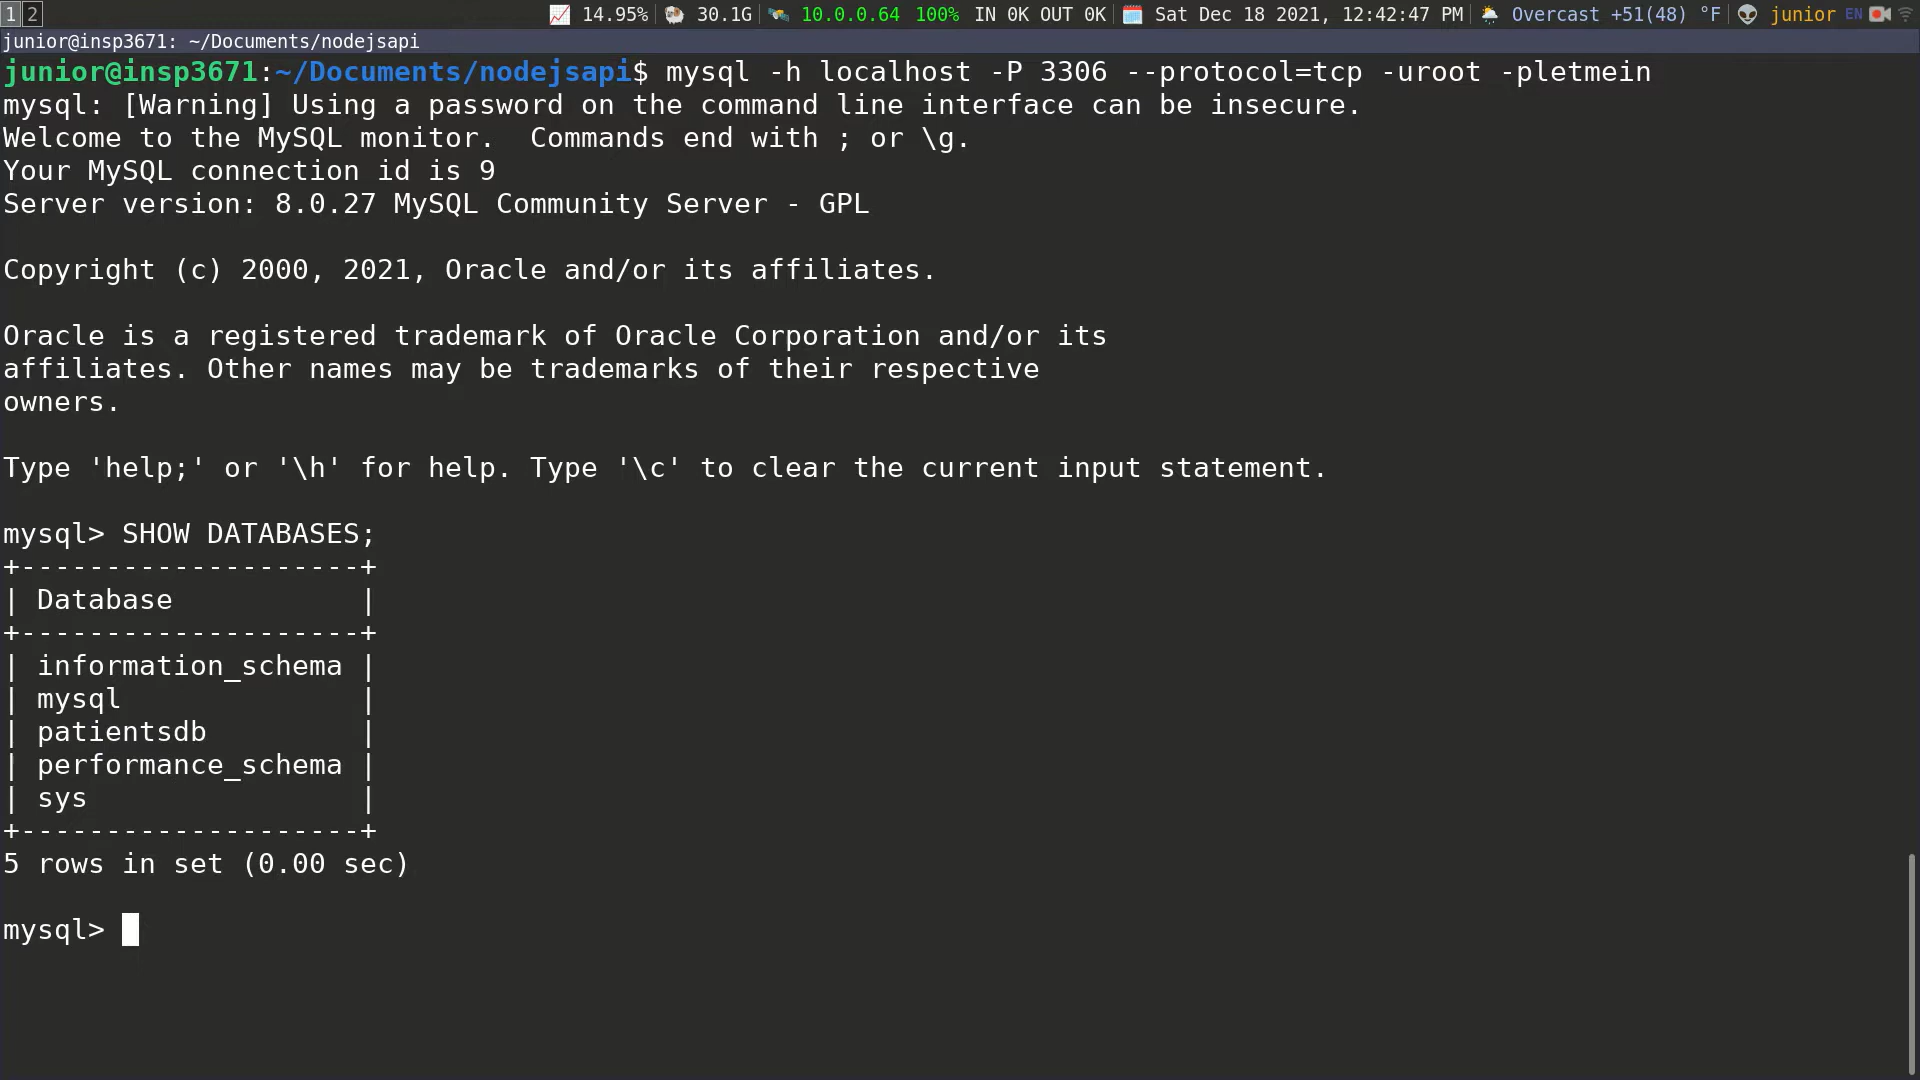 1 2 14.95% 30.1G 10.0.0.64 100% IN 0K OUT 0K Sat Dec 18 2021, 12:42:47 PM Overcast +51(48) °F junior EN
junior@insp3671: ~/Documents/nodejsapi
junior@insp3671:~/Documents/nodejsapi$ mysql -h localhost -P 3306 --protocol=tcp -uroot -pletmein
mysql: [Warning] Using a password on the command line interface can be insecure.
Welcome to the MySQL monitor.  Commands end with ; or \g.
Your MySQL connection id is 9
Server version: 8.0.27 MySQL Community Server - GPL
Copyright (c) 2000, 2021, Oracle and/or its affiliates.
Oracle is a registered trademark of Oracle Corporation and/or its
affiliates. Other names may be trademarks of their respective
owners.
Type 'help;' or '\h' for help. Type '\c' to clear the current input statement.
mysql> SHOW DATABASES;
+--------------------+
| Database           |
+--------------------+
| information_schema |
| mysql              |
| patientsdb         |
| performance_schema |
| sys                |
+--------------------+
5 rows in set (0.00 sec)
mysql>